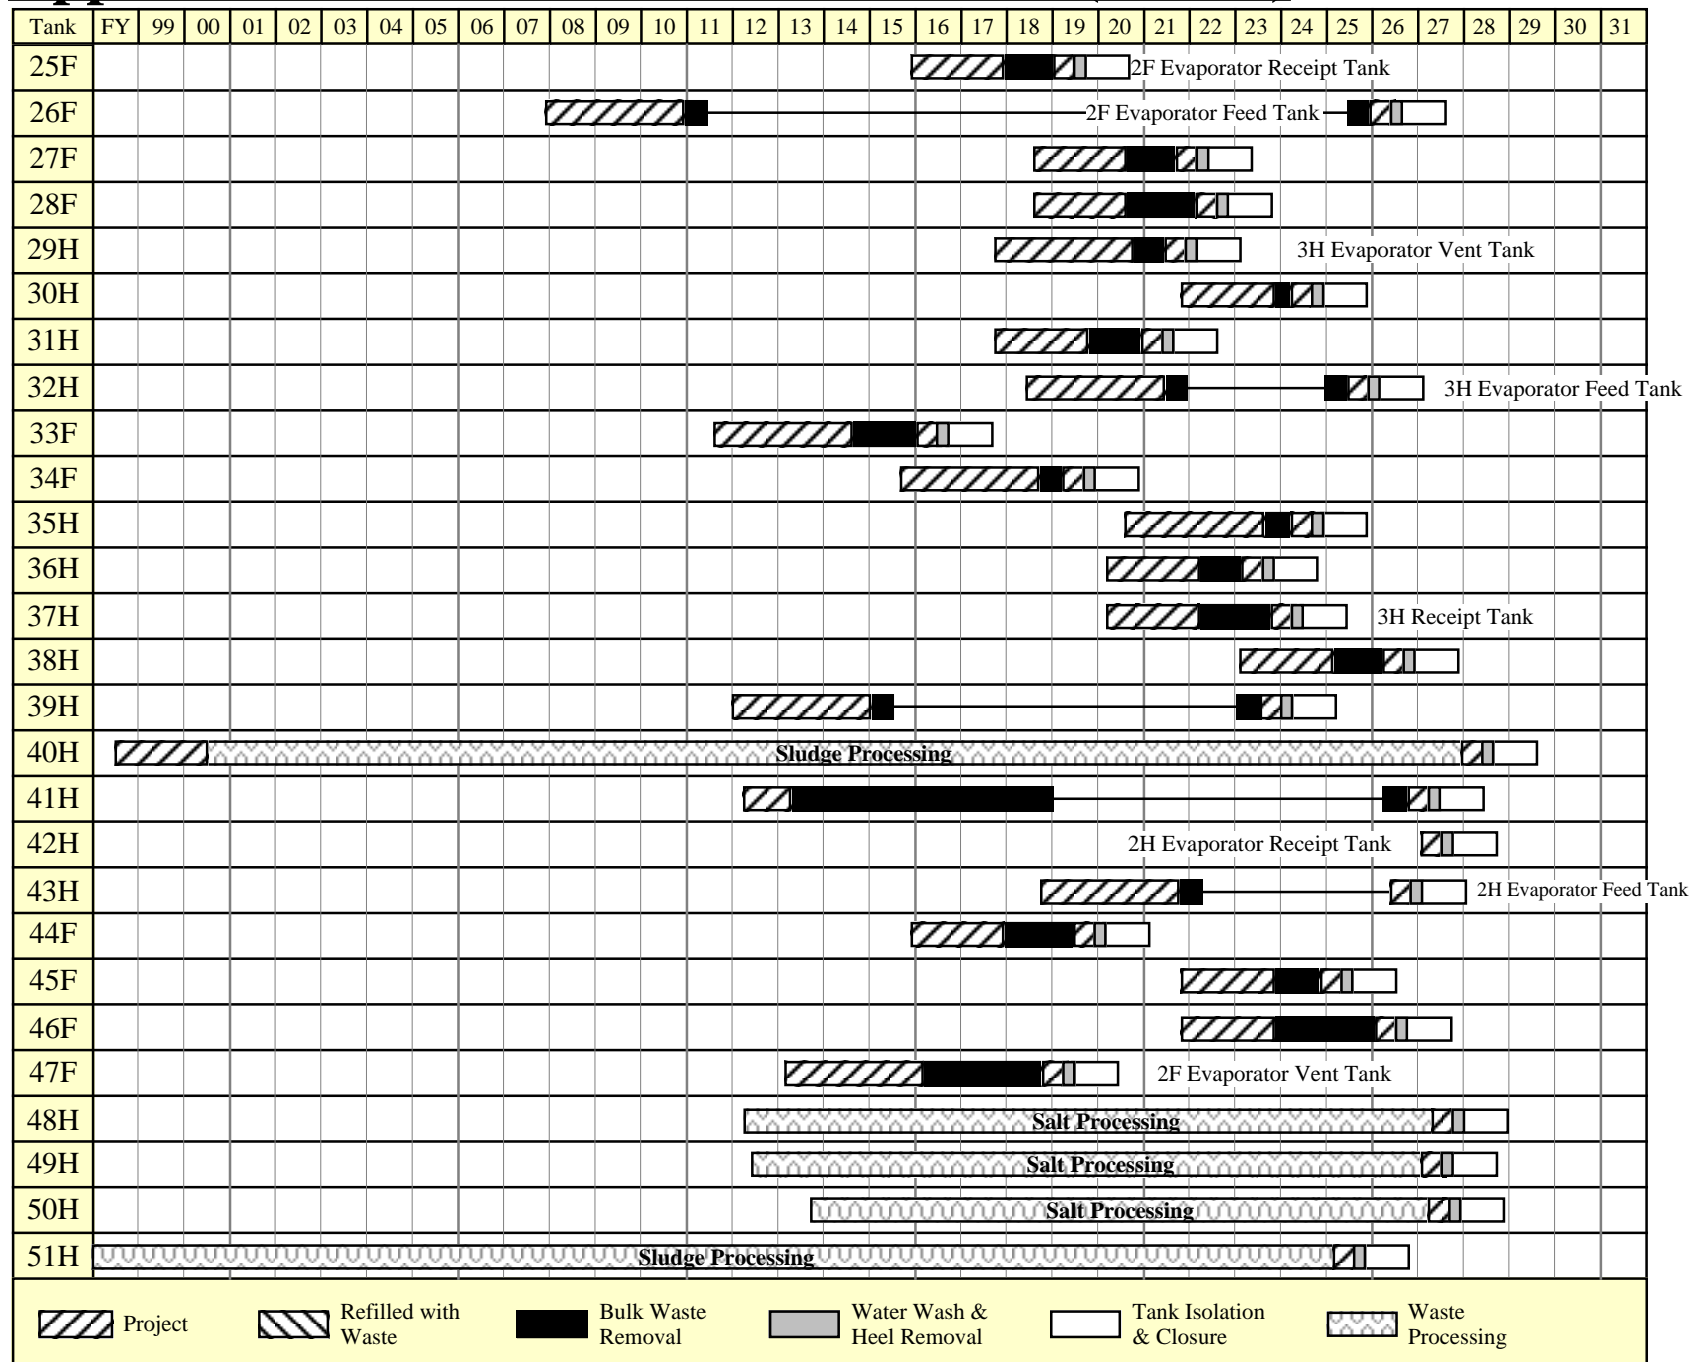 Tank FY 99 00 01 02 03 04 05 06 07 08 09 10 11 12 13 14 15 16 17 18 19 20 21 22 23 24 25 26 27 28 29 30 31
25F 2F Evaporator Receipt Tank
26F 2F Evaporator Feed Tank
27F
28F
29H 3H Evaporator Vent Tank
30H
31H
32H 3H Evaporator Feed Tank
33F
34F
35H
36H
37H 3H Receipt Tank
38H
39H
40H Sludge Processing
41H
42H 2H Evaporator Receipt Tank
43H 2H Evaporator Feed Tank
44F
45F
46F
47F 2F Evaporator Vent Tank
48H Salt Processing
49H Salt Processing
50H Salt Processing
51H Sludge Processing
Project
Refilled with
Waste
Bulk Waste
Removal
Water Wash &
Heel Removal
Tank Isolation
& Closure
Waste
Processing